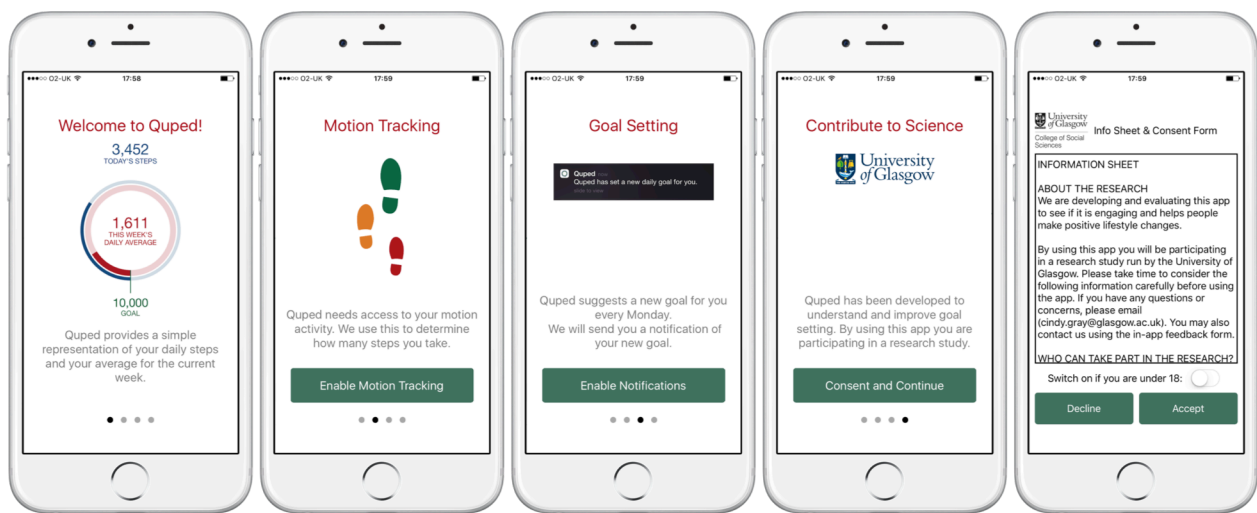 ●●●○○ O2-UK 17:58
Welcome to Quped!
3,452
TODAY'S STEPS
1,611
THIS WEEK'S
DAILY AVERAGE
10,000
GOAL
Quped provides a simple
representation of your daily steps
and your average for the current
week.
●●●○○ O2-UK 17:59
Motion Tracking
Quped needs access to your motion
activity. We use this to determine
how many steps you take.
Enable Motion Tracking
●●●○○ O2-UK 17:59
Goal Setting
Quped now
Quped has set a new daily goal for you.
slide to view
Quped suggests a new goal for you
every Monday.
We will send you a notification of
your new goal.
Enable Notifications
●●●○○ O2-UK 17:59
Contribute to Science
University
of Glasgow
Quped has been developed to
understand and improve goal
setting. By using this app you are
participating in a research study.
Consent and Continue
●●●○○ O2-UK 17:59
University
of Glasgow
College of Social
Sciences
Info Sheet & Consent Form
INFORMATION SHEET
ABOUT THE RESEARCH
We are developing and evaluating this app
to see if it is engaging and helps people
make positive lifestyle changes.
By using this app you will be participating
in a research study run by the University of
Glasgow. Please take time to consider the
following information carefully before using
the app. If you have any questions or
concerns, please email
(cindy.gray@glasgow.ac.uk). You may also
contact us using the in-app feedback form.
WHO CAN TAKE PART IN THE RESEARCH?
Switch on if you are under 18:
Decline
Accept